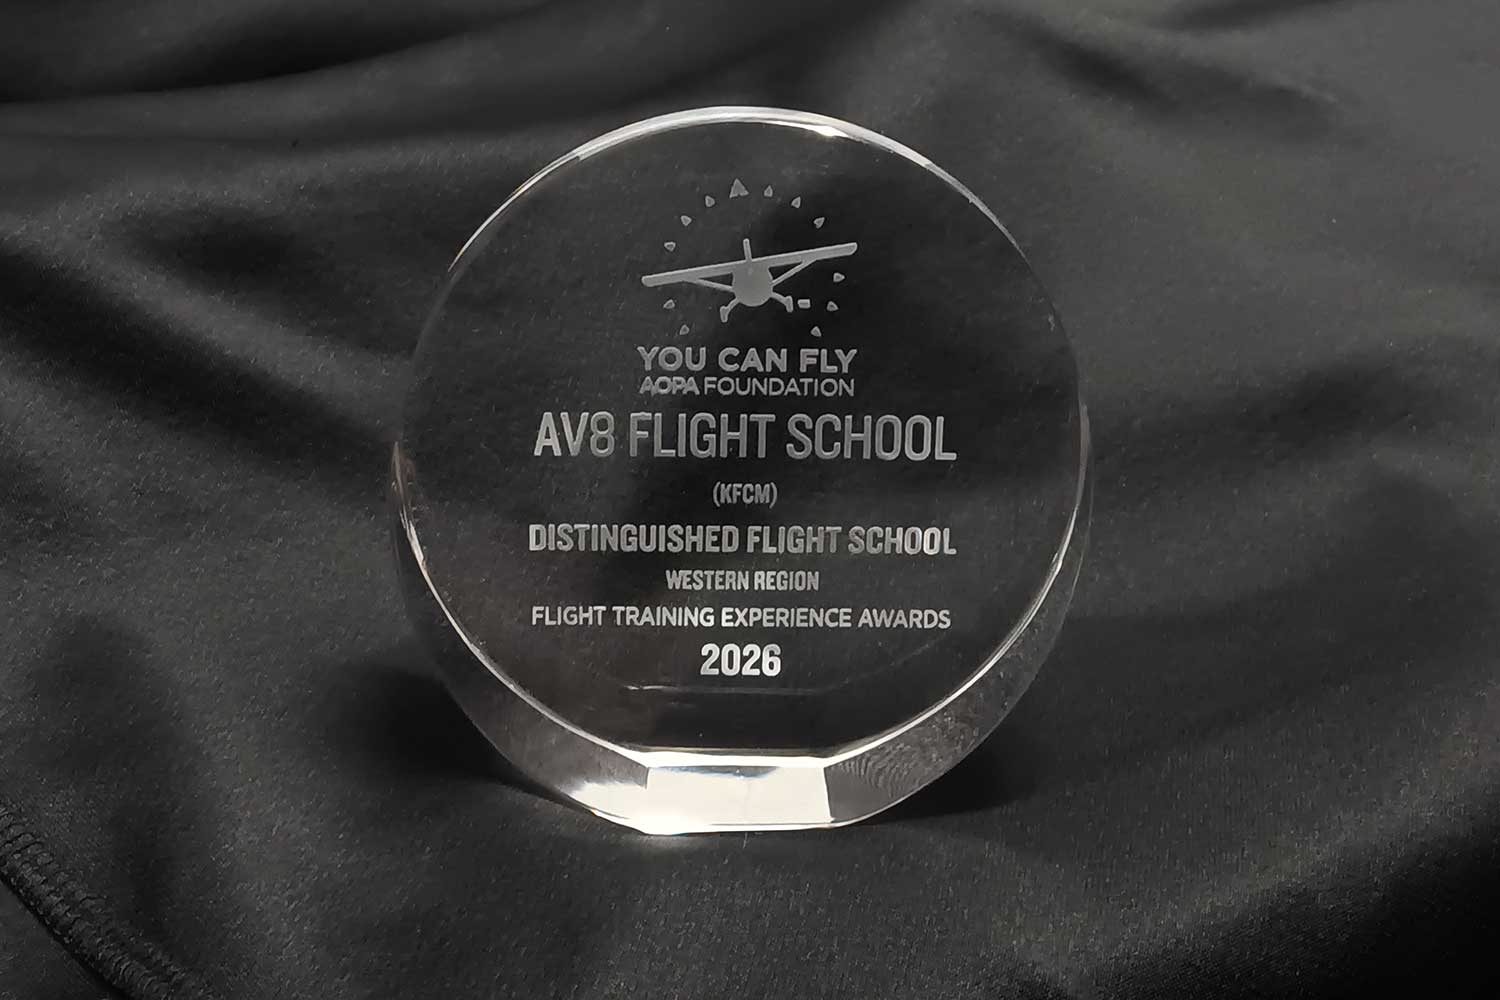 YOU CAN FLY
AOPA FOUNDATION
AV8 FLIGHT SCHOOL
(KFCM)
DISTINGUISHED FLIGHT SCHOOL
WESTERN REGION
FLIGHT TRAINING EXPERIENCE AWARDS
2026